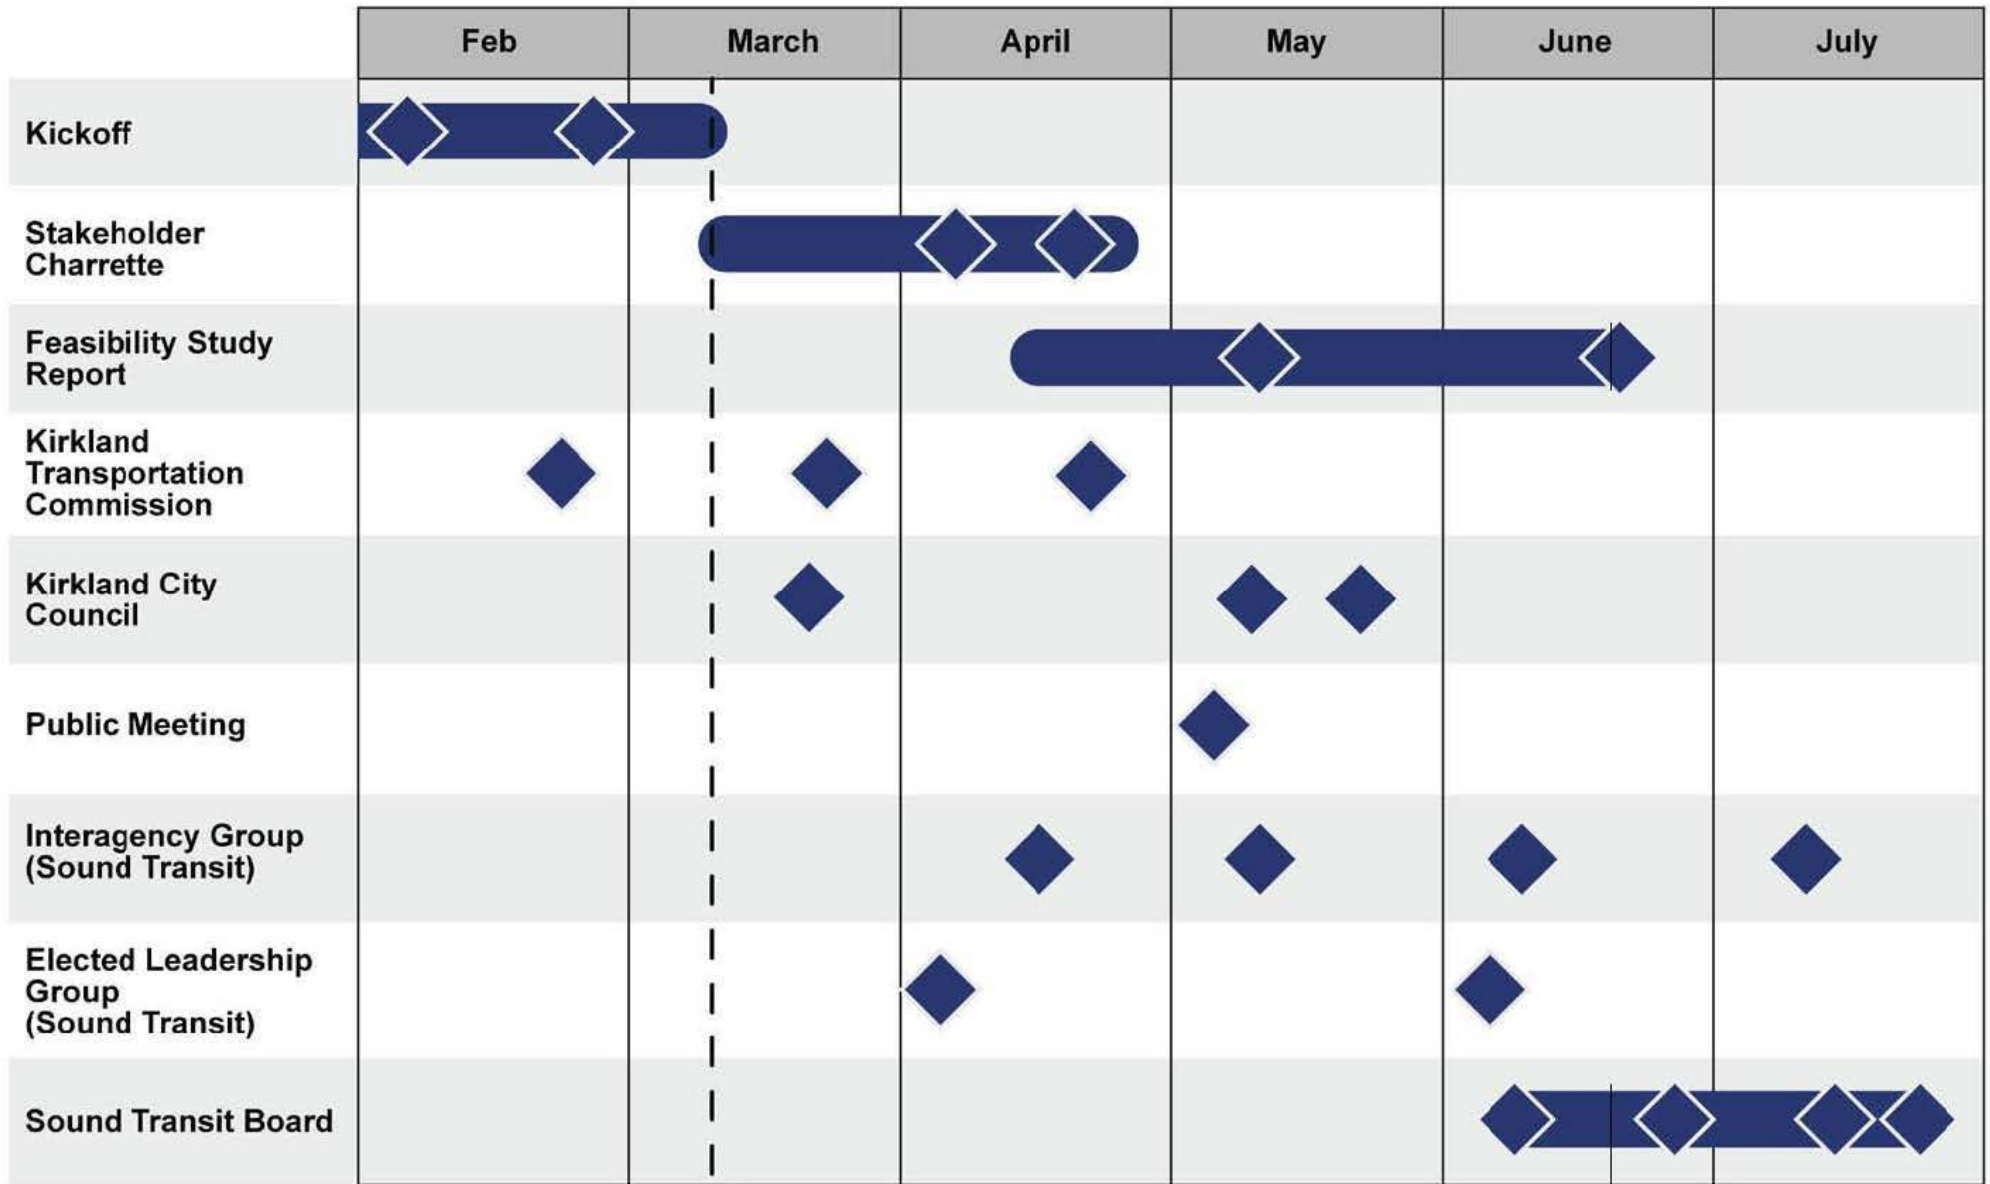 Feb March April May June July
Kickoff
Stakeholder
Charrette
Feasibility Study
Report
Kirkland
Transportation
Commission
Kirkland City
Council
Public Meeting
Interagency Group
(Sound Transit)
Elected Leadership
Group
(Sound Transit)
Sound Transit Board